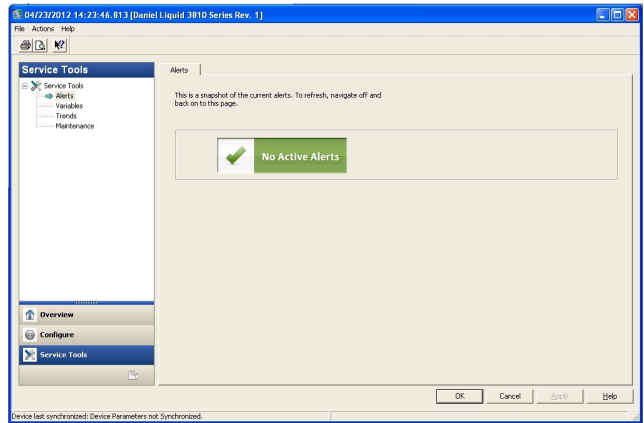 04/23/2012 14:23:46.813 [Daniel Liquid 3810 Series Rev. 1]
File Actions Help
Service Tools
Service Tools
Alerts
Variables
Trends
Maintenance
Overview
Configure
Service Tools
Alerts
This is a snapshot of the current alerts. To refresh, navigate off and
back on to this page.
No Active Alerts
OK Cancel Apply Help
Device last synchronized: Device Parameters not Synchronized.